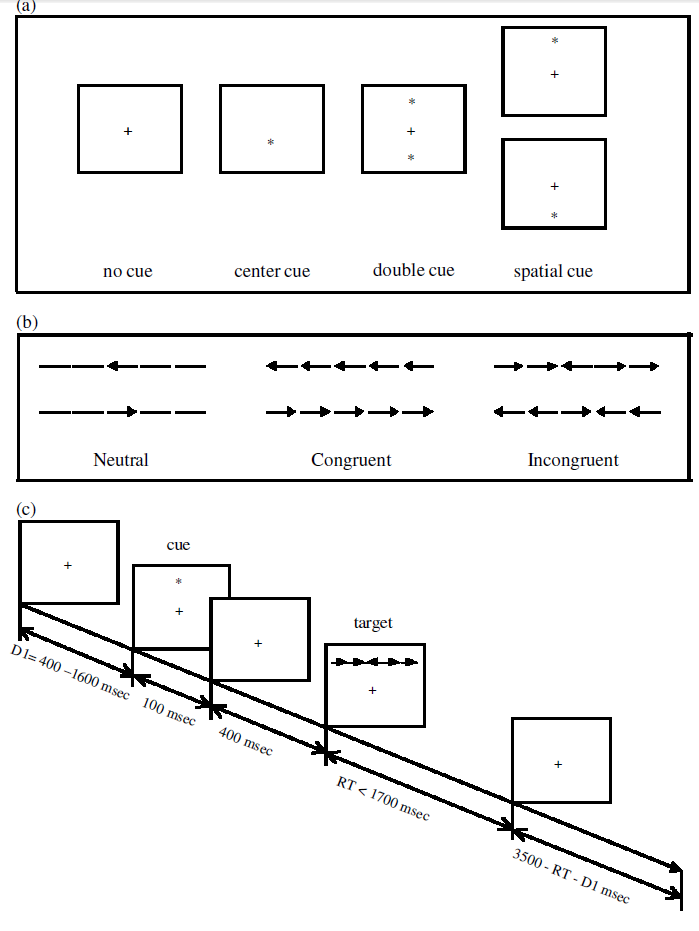 (a)
*
+
+
*
*
+
*
+
*
no cue
center cue
double cue
spatial cue
(b)
Neutral
Congruent
Incongruent
(c)
+
cue
*
+
+
target
+
+
D1= 400 –1600 msec
100 msec
400 msec
RT < 1700 msec
3500 - RT - D1 msec